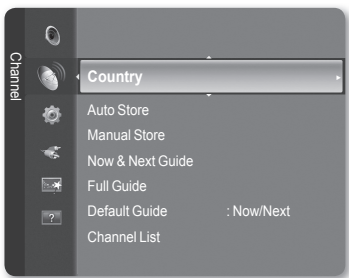 Channel
Country
Auto Store
Manual Store
Now & Next Guide
Full Guide
Default Guide : Now/Next
Channel List
?